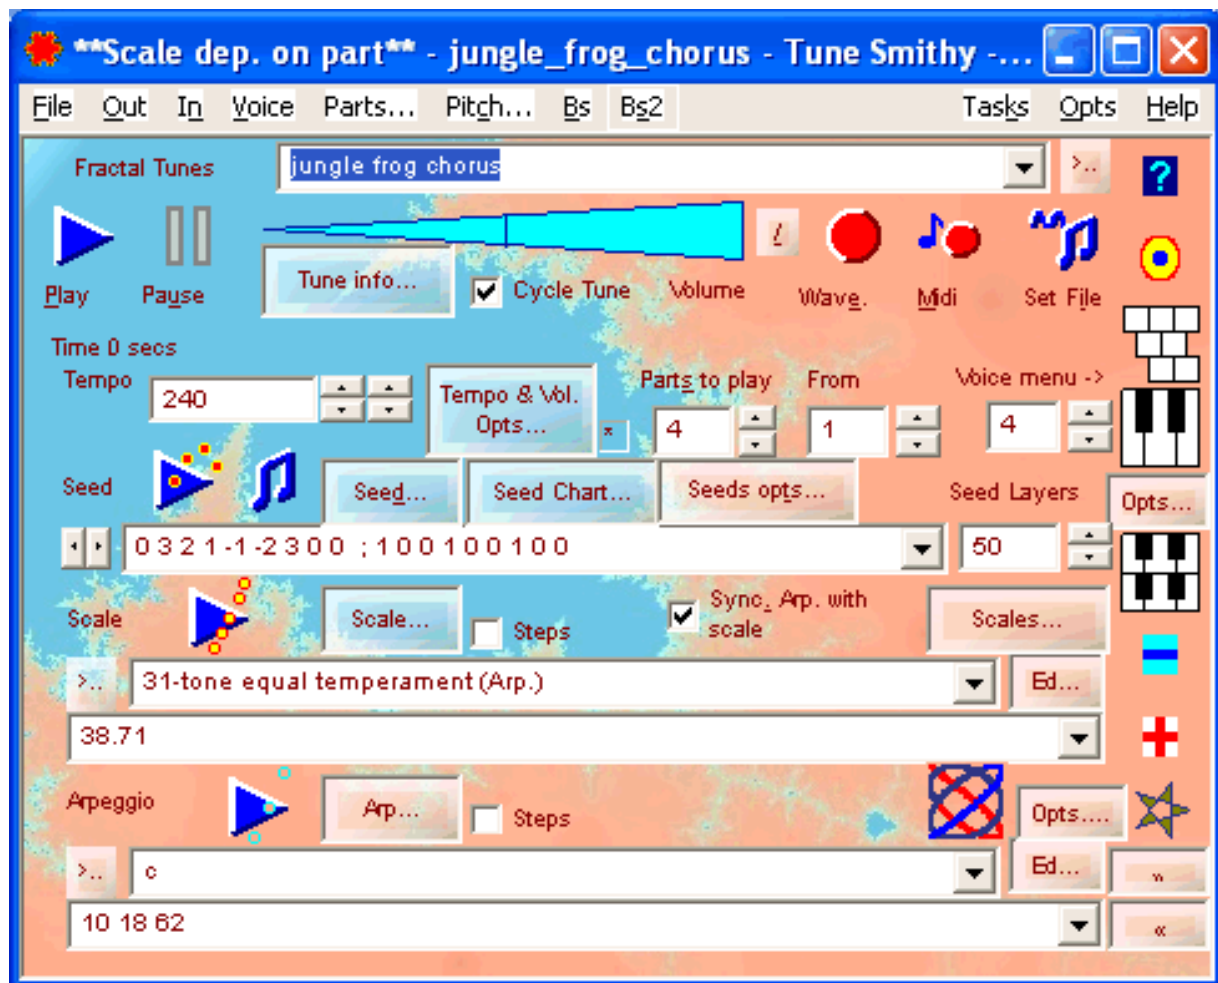 **Scale dep. on part** - jungle_frog_chorus - Tune Smithy -...
File Out In Voice Parts... Pitch... Bs Bs2 Tasks Opts Help
Fractal Tunes jungle frog chorus >.. ?
Tune info... Cycle Tune Volume
Play Pause Wave. Midi Set File
Time 0 secs
Tempo 240 Tempo & Vol. Opts... * Parts to play 4 From 1 Voice menu -> 4
Seed Seed... Seed Chart... Seeds opts... Seed Layers Opts...
0 3 2 1 -1 -2 3 0 0 ; 1 0 0 1 0 0 1 0 0 50
Scale Scale... Steps Sync. Arp. with scale Scales...
>.. 31-tone equal temperament (Arp.) Ed...
38.71
Arpeggio Arp... Steps Opts....
>.. c Ed... »
10 18 62 «